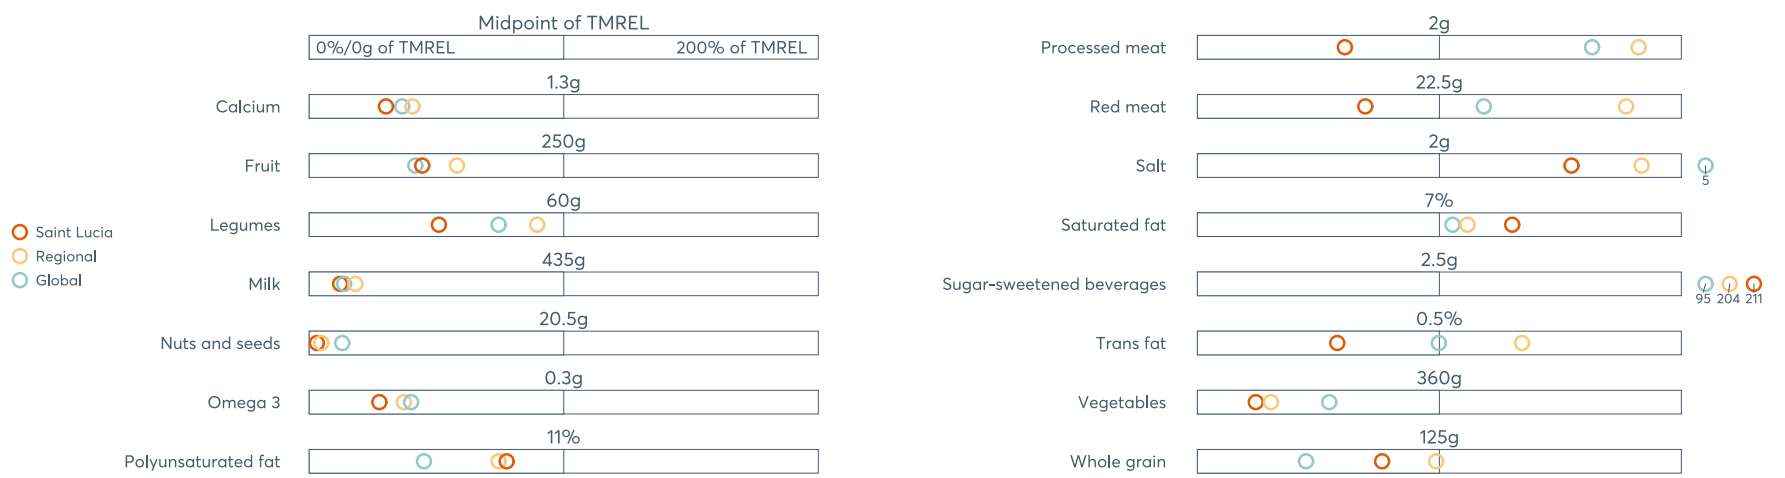 Midpoint of TMREL
0%/0g of TMREL
200% of TMREL
1.3g
Calcium
250g
Fruit
60g
Legumes
435g
Milk
20.5g
Nuts and seeds
0.3g
Omega 3
11%
Polyunsaturated fat
Saint Lucia
Regional
Global
2g
Processed meat
22.5g
Red meat
2g
Salt
5
7%
Saturated fat
2.5g
Sugar-sweetened beverages
95 204 211
0.5%
Trans fat
360g
Vegetables
125g
Whole grain